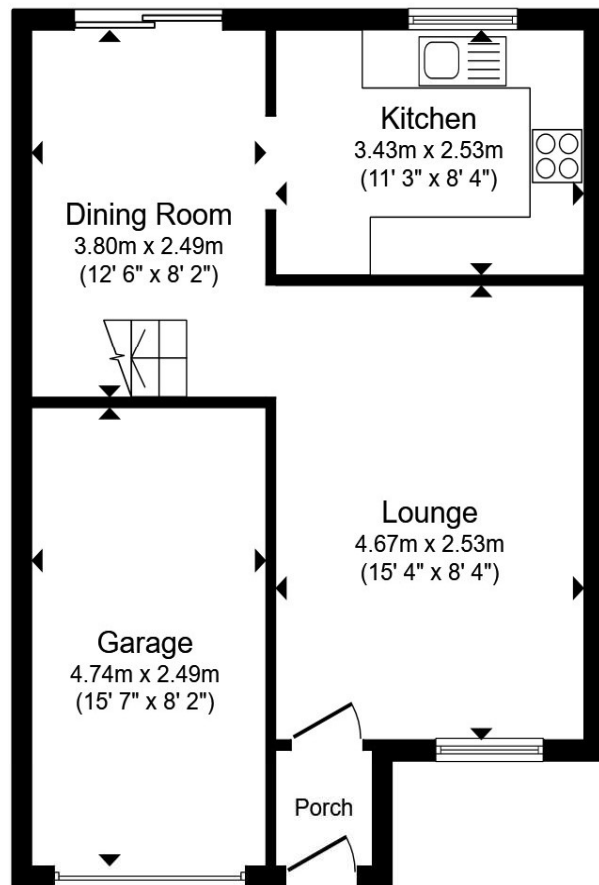 Kitchen
3.43m x 2.53m
(11' 3" x 8' 4")
Dining Room
3.80m x 2.49m
(12' 6" x 8' 2")
Lounge
4.67m x 2.53m
(15' 4" x 8' 4")
Garage
4.74m x 2.49m
(15' 7" x 8' 2")
Porch